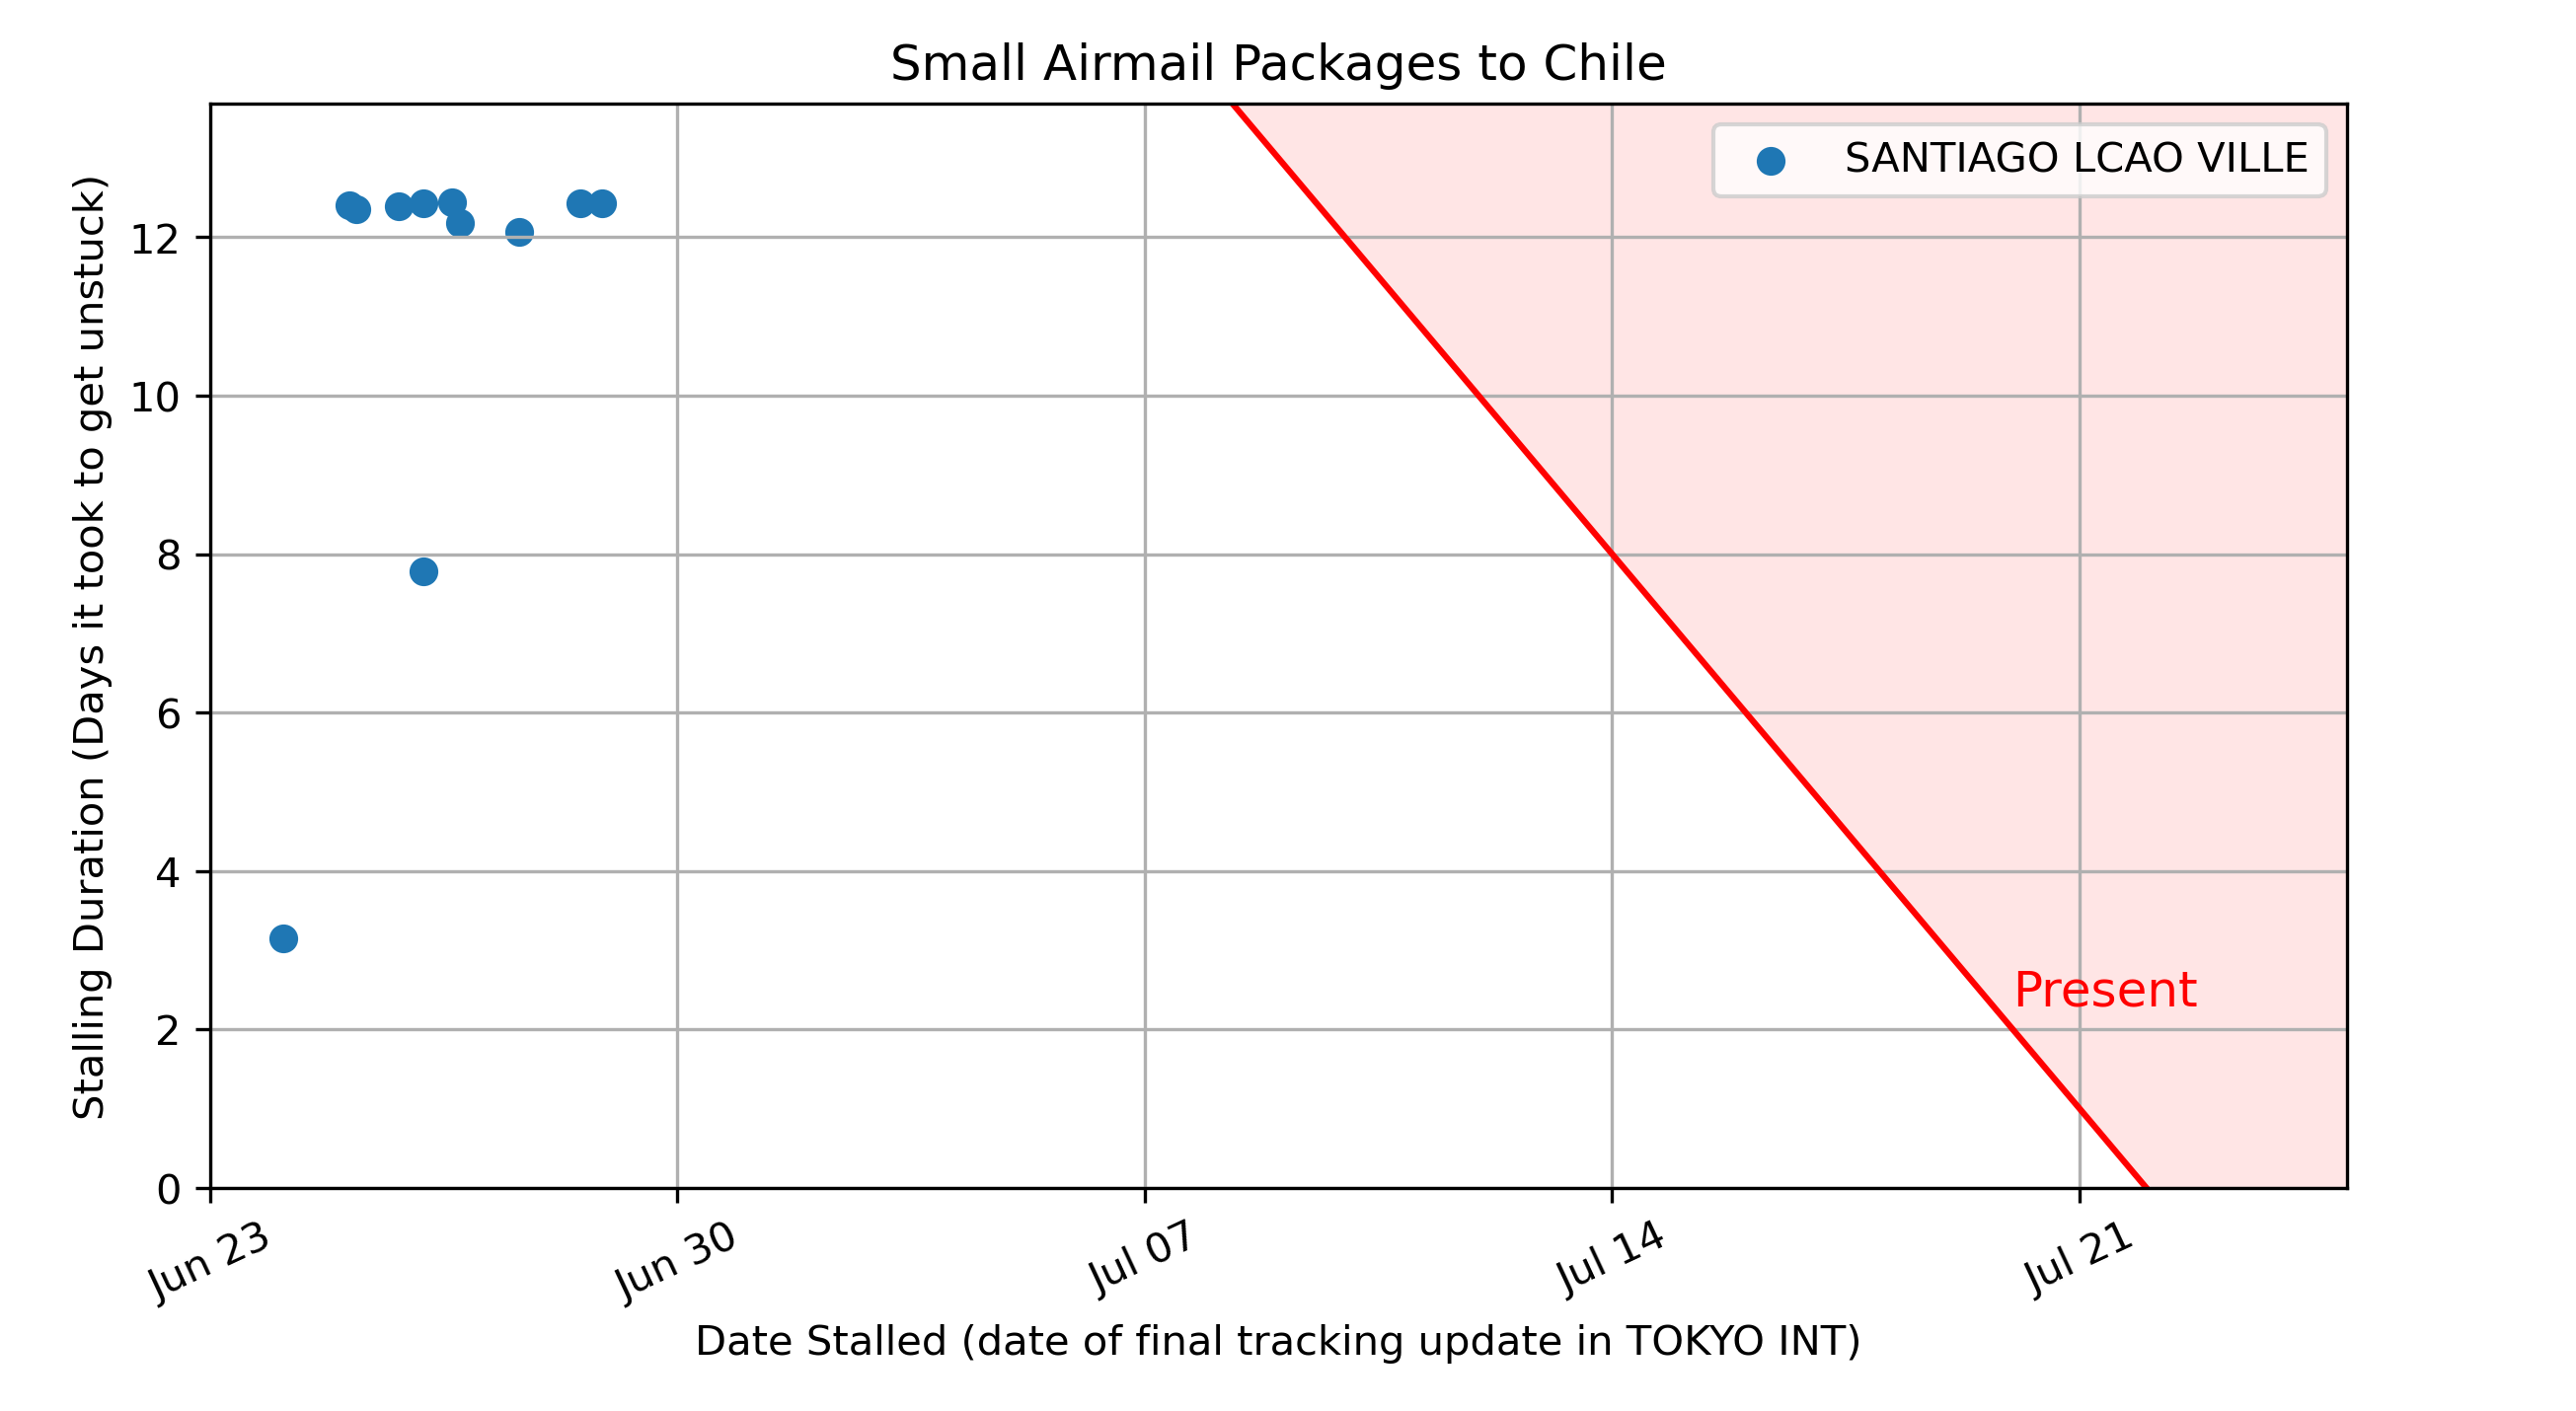 Small Airmail Packages to Chile
SANTIAGO LCAO VILLE
Stalling Duration (Days it took to get unstuck)
12
10
8
6
4
2
0
Present
Jun 23
Jun 30
Jul 07
Jul 14
Jul 21
Date Stalled (date of final tracking update in TOKYO INT)